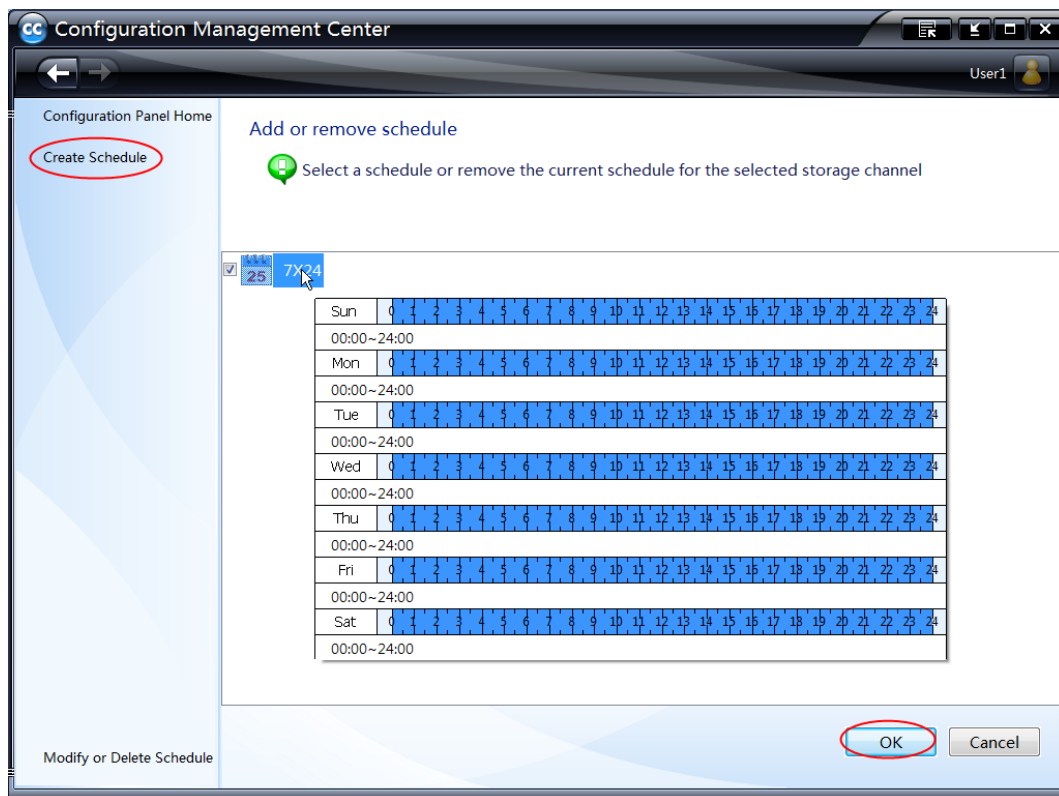 CC Configuration Management Center
User1
Configuration Panel Home
Create Schedule
Add or remove schedule
Select a schedule or remove the current schedule for the selected storage channel
25 7X24
Sun 0 1 2 3 4 5 6 7 8 9 10 11 12 13 14 15 16 17 18 19 20 21 22 23 24
00:00~24:00
Mon 0 1 2 3 4 5 6 7 8 9 10 11 12 13 14 15 16 17 18 19 20 21 22 23 24
00:00~24:00
Tue 0 1 2 3 4 5 6 7 8 9 10 11 12 13 14 15 16 17 18 19 20 21 22 23 24
00:00~24:00
Wed 0 1 2 3 4 5 6 7 8 9 10 11 12 13 14 15 16 17 18 19 20 21 22 23 24
00:00~24:00
Thu 0 1 2 3 4 5 6 7 8 9 10 11 12 13 14 15 16 17 18 19 20 21 22 23 24
00:00~24:00
Fri 0 1 2 3 4 5 6 7 8 9 10 11 12 13 14 15 16 17 18 19 20 21 22 23 24
00:00~24:00
Sat 0 1 2 3 4 5 6 7 8 9 10 11 12 13 14 15 16 17 18 19 20 21 22 23 24
00:00~24:00
OK Cancel
Modify or Delete Schedule